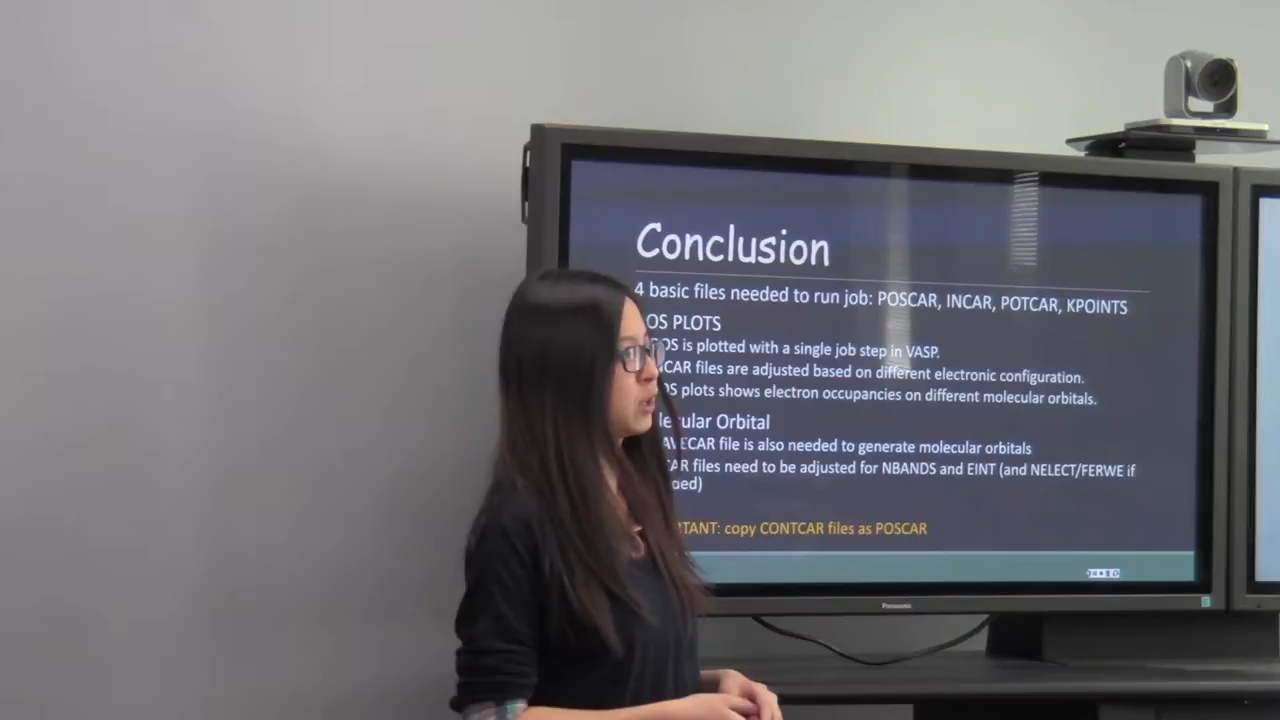 Conclusion
4 basic files needed to run job: POSCAR, INCAR, POTCAR, KPOINTS
OS PLOTS
OS is plotted with a single job step in VASP.
CAR files are adjusted based on different electronic configuration.
OS plots shows electron occupancies on different molecular orbitals.
lecular Orbital
AVECAR file is also needed to generate molecular orbitals
CAR files need to be adjusted for NBANDS and EINT (and NELECT/FERWE if
ded)
RTANT: copy CONTCAR files as POSCAR
Panasonic